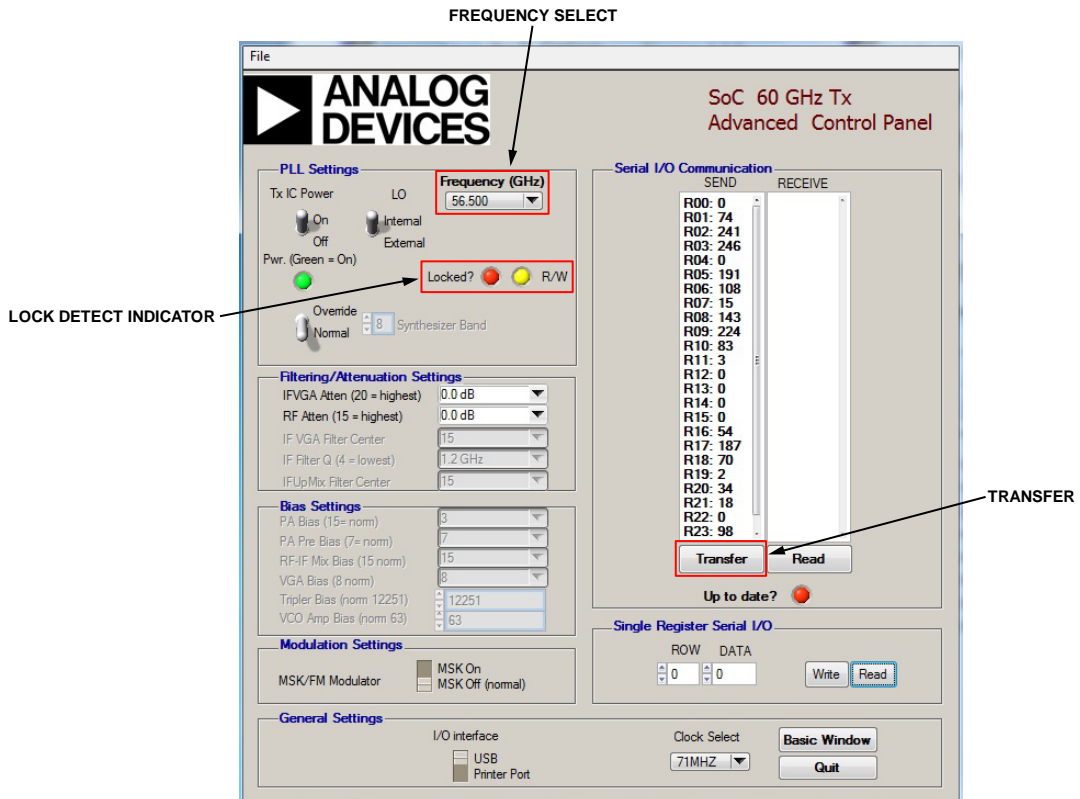 FREQUENCY SELECT
File
ANALOG
DEVICES
SoC 60 GHz Tx
Advanced Control Panel
PLL Settings
Tx IC Power
LO
Frequency (GHz)
56.500
On
Off
Internal
External
Pwr. (Green = On)
Locked?
R/W
LOCK DETECT INDICATOR
Override
Normal
8
Synthesizer Band
Filtering/Attenuation Settings
IFVGA Atten (20 = highest)
0.0 dB
RF Atten (15 = highest)
0.0 dB
IF VGA Filter Center
15
IF Filter Q (4 = lowest)
1.2 GHz
IFUpMix Filter Center
15
Bias Settings
PA Bias (15= norm)
3
PA Pre Bias (7= norm)
7
RF-IF Mix Bias (15 norm)
15
VGA Bias (8 norm)
8
Tripler Bias (norm 12251)
12251
VCO Amp Bias (norm 63)
63
Modulation Settings
MSK/FM Modulator
MSK On
MSK Off (normal)
Serial I/O Communication
SEND
RECEIVE
R00: 0
R01: 74
R02: 241
R03: 246
R04: 0
R05: 191
R06: 108
R07: 15
R08: 143
R09: 224
R10: 83
R11: 3
R12: 0
R13: 0
R14: 0
R15: 0
R16: 54
R17: 187
R18: 70
R19: 2
R20: 34
R21: 18
R22: 0
R23: 98
TRANSFER
Transfer
Read
Up to date?
Single Register Serial I/O
ROW
DATA
0
0
Write
Read
General Settings
I/O interface
USB
Printer Port
Clock Select
71MHZ
Basic Window
Quit